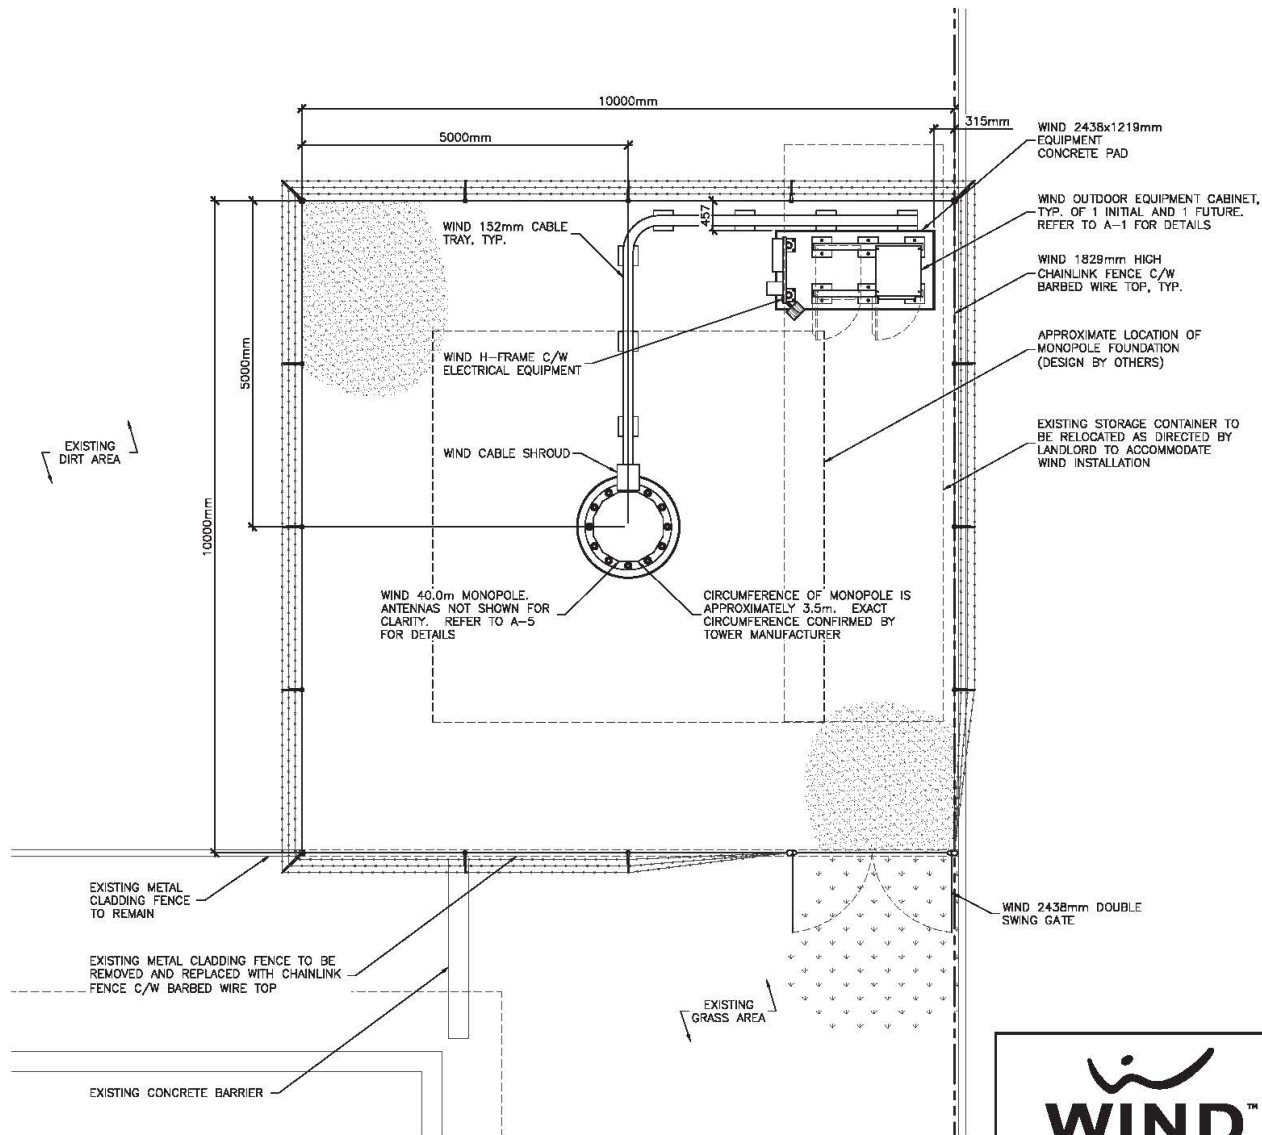 10000mm
5000mm
315mm
WIND 2438x1219mm
EQUIPMENT
CONCRETE PAD
WIND OUTDOOR EQUIPMENT CABINET,
TYP. OF 1 INITIAL AND 1 FUTURE.
REFER TO A-1 FOR DETAILS
457
WIND 152mm CABLE
TRAY, TYP.
WIND 1829mm HIGH
CHAINLINK FENCE C/W
BARBED WIRE TOP, TYP.
5000mm
WIND H-FRAME C/W
ELECTRICAL EQUIPMENT
APPROXIMATE LOCATION OF
MONOPOLE FOUNDATION
(DESIGN BY OTHERS)
EXISTING
DIRT AREA
WIND CABLE SHROUD
EXISTING STORAGE CONTAINER TO
BE RELOCATED AS DIRECTED BY
LANDLORD TO ACCOMMODATE
WIND INSTALLATION
10000mm
WIND 40.0m MONOPOLE.
ANTENNAS NOT SHOWN FOR
CLARITY. REFER TO A-5
FOR DETAILS
CIRCUMFERENCE OF MONOPOLE IS
APPROXIMATELY 3.5m. EXACT
CIRCUMFERENCE CONFIRMED BY
TOWER MANUFACTURER
EXISTING METAL
CLADDING FENCE
TO REMAIN
WIND 2438mm DOUBLE
SWING GATE
EXISTING METAL CLADDING FENCE TO BE
REMOVED AND REPLACED WITH CHAINLINK
FENCE C/W BARBED WIRE TOP
EXISTING
GRASS AREA
EXISTING CONCRETE BARRIER
WIND™